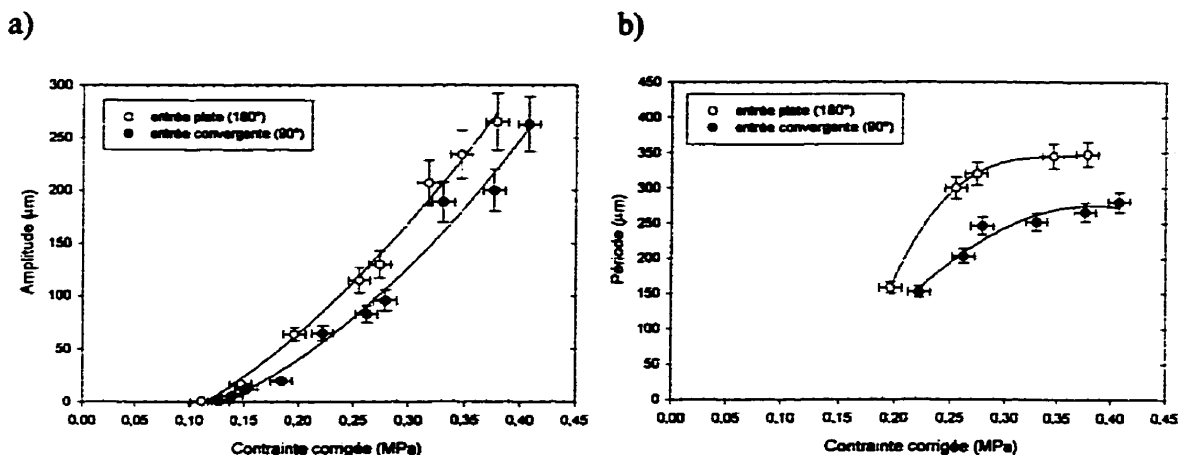 a)
300
250
200
150
100
50
0
Amplitude (µm)
entrée plate (180°)
entrée convergente (90°)
0,00 0,05 0,10 0,15 0,20 0,25 0,30 0,35 0,40 0,45
Contrainte corrigée (MPa)
b)
450
400
350
300
250
200
150
100
50
0
Période (µm)
entrée plate (180°)
entrée convergente (90°)
0,00 0,05 0,10 0,15 0,20 0,25 0,30 0,35 0,40 0,45
Contrainte corrigée (MPa)